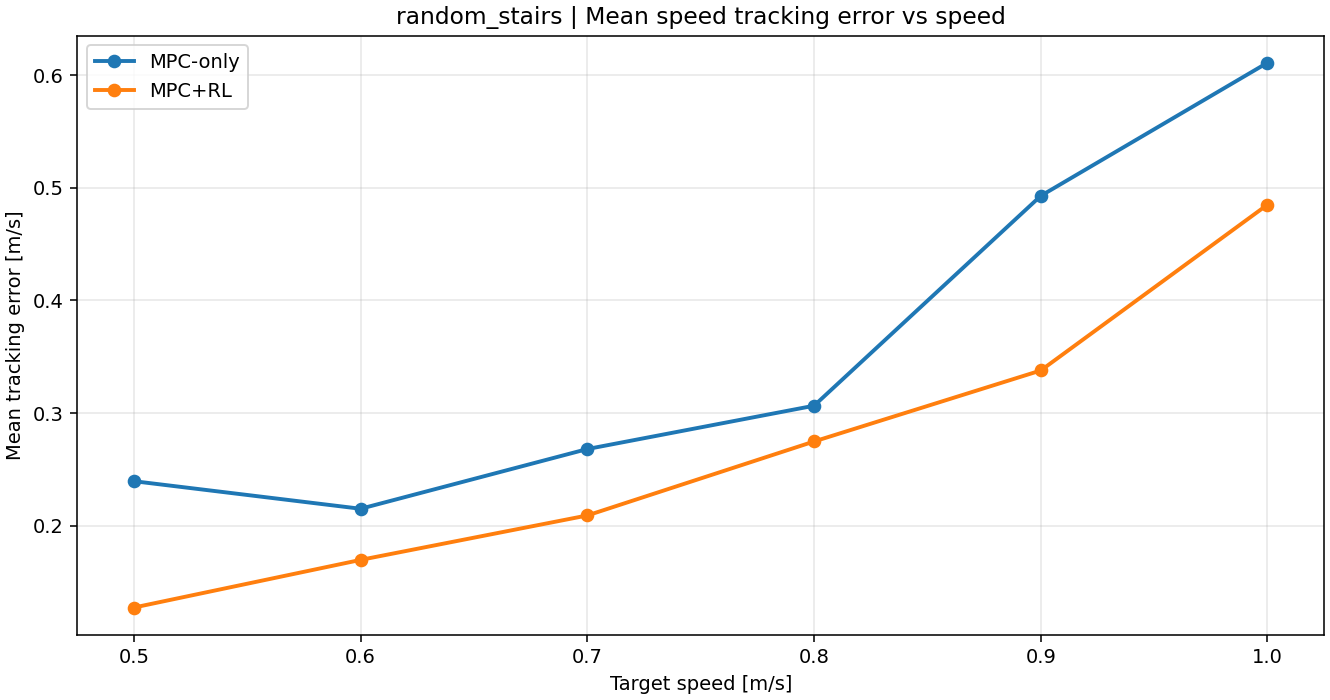 random_stairs | Mean speed tracking error vs speed
MPC-only
MPC+RL
Mean tracking error [m/s]
0.6
0.5
0.4
0.3
0.2
0.5 0.6 0.7 0.8 0.9 1.0
Target speed [m/s]